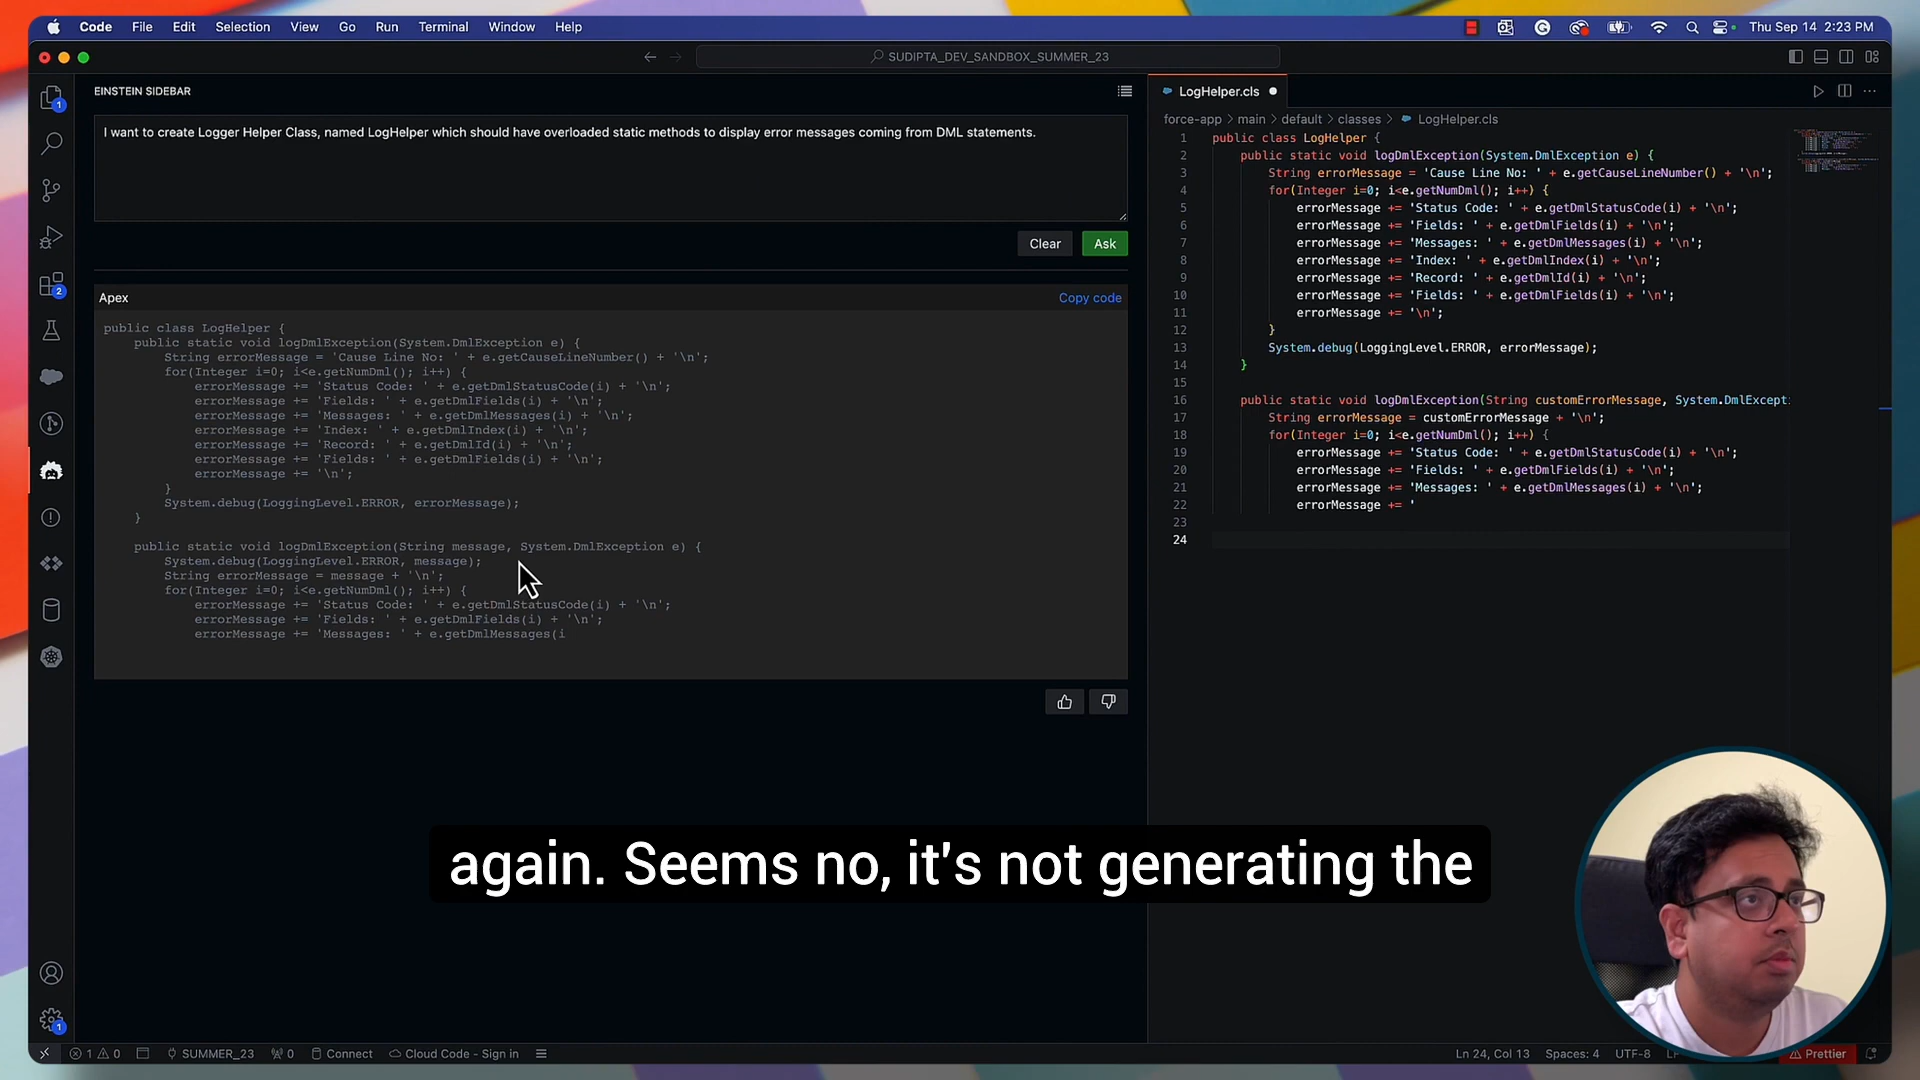 Code File Edit Selection View Go Run Terminal Window Help
Thu Sep 14 2:23 PM
SUDIPTA_DEV_SANDBOX_SUMMER_23
EINSTEIN SIDEBAR
I want to create Logger Helper Class, named LogHelper which should have overloaded static methods to display error messages coming from DML statements.
Clear Ask
Apex Copy code
public class LogHelper {
public static void logDmlException(System.DmlException e) {
String errorMessage = 'Cause Line No: ' + e.getCauseLineNumber() + '\n';
for(Integer i=0; i<e.getNumDml(); i++) {
errorMessage += 'Status Code: ' + e.getDmlStatusCode(i) + '\n';
errorMessage += 'Fields: ' + e.getDmlFields(i) + '\n';
errorMessage += 'Messages: ' + e.getDmlMessages(i) + '\n';
errorMessage += 'Index: ' + e.getDmlIndex(i) + '\n';
errorMessage += 'Record: ' + e.getDmlId(i) + '\n';
errorMessage += 'Fields: ' + e.getDmlFields(i) + '\n';
errorMessage += '\n';
}
System.debug(LoggingLevel.ERROR, errorMessage);
}
public static void logDmlException(String message, System.DmlException e) {
System.debug(LoggingLevel.ERROR, message);
String errorMessage = message + '\n';
for(Integer i=0; i<e.getNumDml(); i++) {
errorMessage += 'Status Code: ' + e.getDmlStatusCode(i) + '\n';
errorMessage += 'Fields: ' + e.getDmlFields(i) + '\n';
errorMessage += 'Messages: ' + e.getDmlMessages(i
LogHelper.cls
force-app > main > default > classes > LogHelper.cls
1 public class LogHelper {
2 public static void logDmlException(System.DmlException e) {
3 String errorMessage = 'Cause Line No: ' + e.getCauseLineNumber() + '\n';
4 for(Integer i=0; i<e.getNumDml(); i++) {
5 errorMessage += 'Status Code: ' + e.getDmlStatusCode(i) + '\n';
6 errorMessage += 'Fields: ' + e.getDmlFields(i) + '\n';
7 errorMessage += 'Messages: ' + e.getDmlMessages(i) + '\n';
8 errorMessage += 'Index: ' + e.getDmlIndex(i) + '\n';
9 errorMessage += 'Record: ' + e.getDmlId(i) + '\n';
10 errorMessage += 'Fields: ' + e.getDmlFields(i) + '\n';
11 errorMessage += '\n';
12 }
13 System.debug(LoggingLevel.ERROR, errorMessage);
14 }
15
16 public static void logDmlException(String customErrorMessage, System.DmlExcept
17 String errorMessage = customErrorMessage + '\n';
18 for(Integer i=0; i<e.getNumDml(); i++) {
19 errorMessage += 'Status Code: ' + e.getDmlStatusCode(i) + '\n';
20 errorMessage += 'Fields: ' + e.getDmlFields(i) + '\n';
21 errorMessage += 'Messages: ' + e.getDmlMessages(i) + '\n';
22 errorMessage += '
23
24
again. Seems no, it's not generating the
1
2
1
1 0 SUMMER_23 0 Connect Cloud Code - Sign in
Ln 24, Col 13 Spaces: 4 UTF-8 Prettier